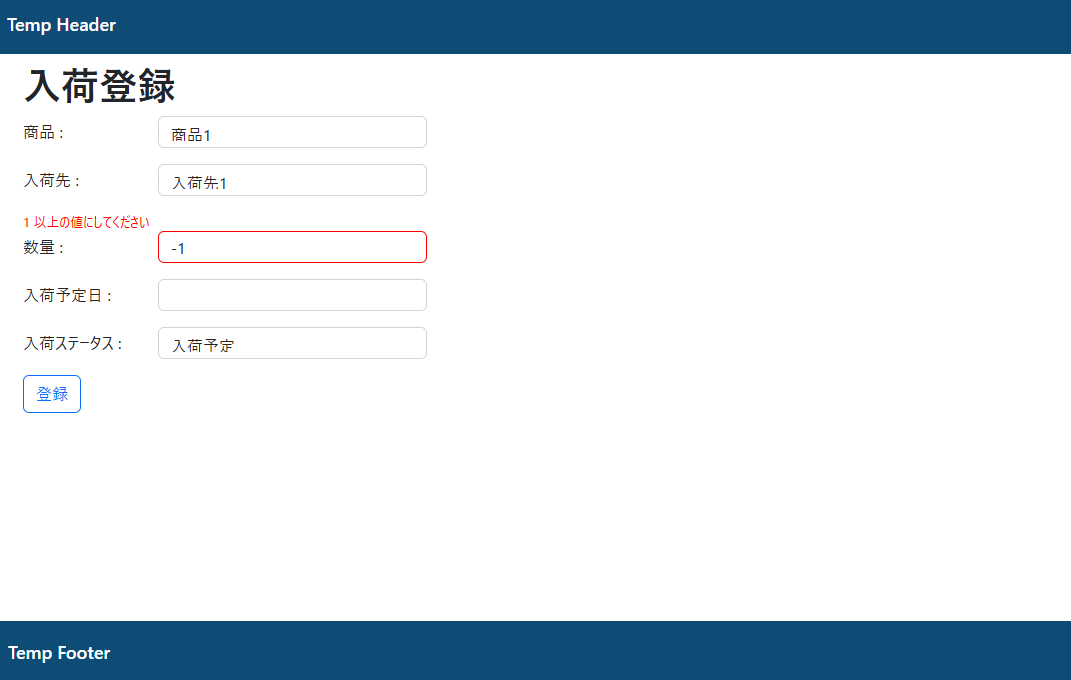 Temp Header
入荷登録
商品 : 商品1
入荷先 : 入荷先1
1 以上の値にしてください
数量 : -1
入荷予定日 :
入荷ステータス : 入荷予定
登録
Temp Footer